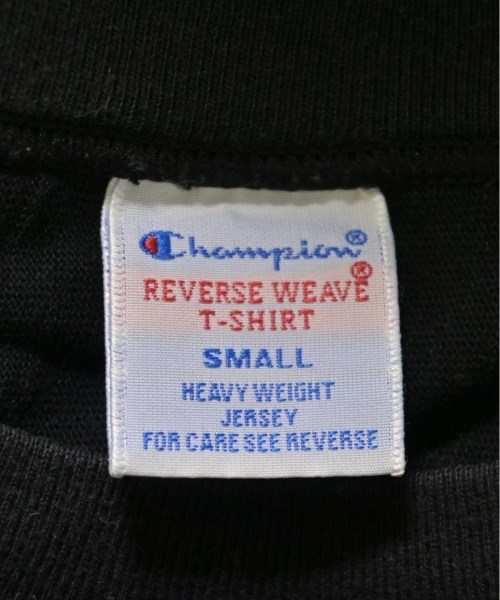 Champion®
REVERSE WEAVE®
T-SHIRT
SMALL
HEAVY WEIGHT
JERSEY
FOR CARE SEE REVERSE